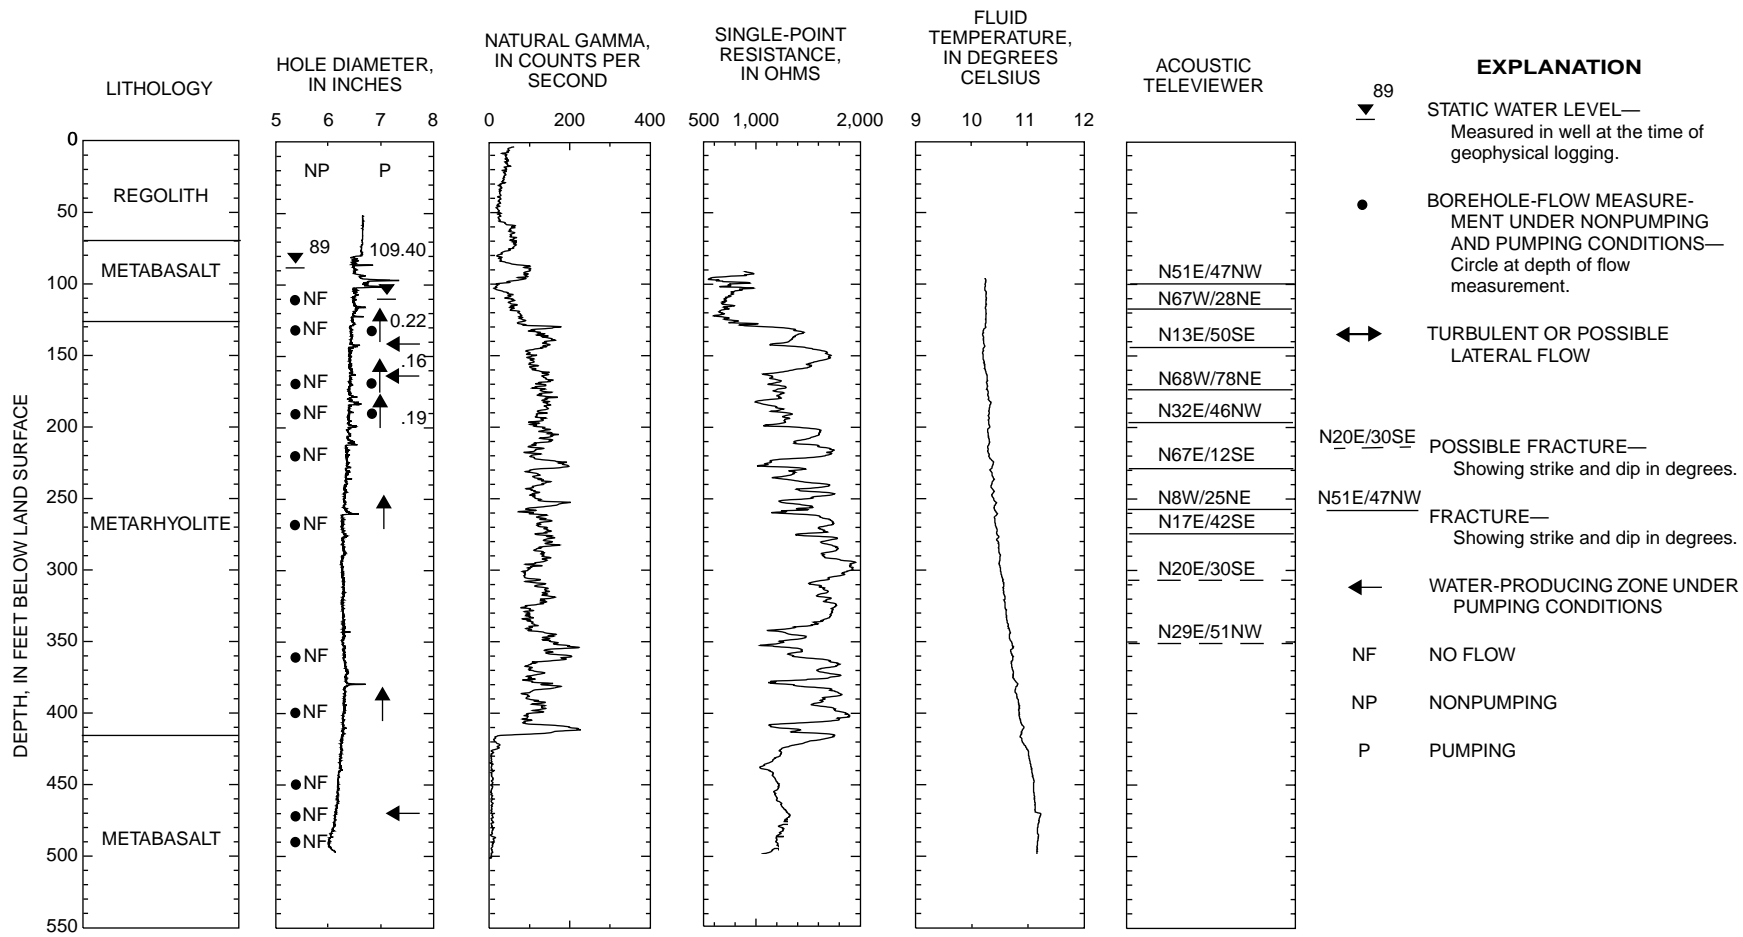 LITHOLOGY
HOLE DIAMETER,
IN INCHES
NATURAL GAMMA,
IN COUNTS PER
SECOND
SINGLE-POINT
RESISTANCE,
IN OHMS
FLUID
TEMPERATURE,
IN DEGREES
CELSIUS
ACOUSTIC
TELEVIEWER
5 6 7 8
0 200 400
500 1,000 2,000
9 10 11 12
DEPTH, IN FEET BELOW LAND SURFACE
0
50
100
150
200
250
300
350
400
450
500
550
REGOLITH
METABASALT
METARHYOLITE
METABASALT
NP P
89 109.40
NF
NF 0.22
.16
NF
NF .19
NF
NF
NF
NF
NF
NF
NF
N51E/47NW
N67W/28NE
N13E/50SE
N68W/78NE
N32E/46NW
N67E/12SE
N8W/25NE
N17E/42SE
N20E/30SE
N29E/51NW
EXPLANATION
89
STATIC WATER LEVEL—
Measured in well at the time of
geophysical logging.
BOREHOLE-FLOW MEASURE-
MENT UNDER NONPUMPING
AND PUMPING CONDITIONS—
Circle at depth of flow
measurement.
TURBULENT OR POSSIBLE
LATERAL FLOW
N20E/30SE
POSSIBLE FRACTURE—
Showing strike and dip in degrees.
N51E/47NW
FRACTURE—
Showing strike and dip in degrees.
WATER-PRODUCING ZONE UNDER
PUMPING CONDITIONS
NF NO FLOW
NP NONPUMPING
P PUMPING